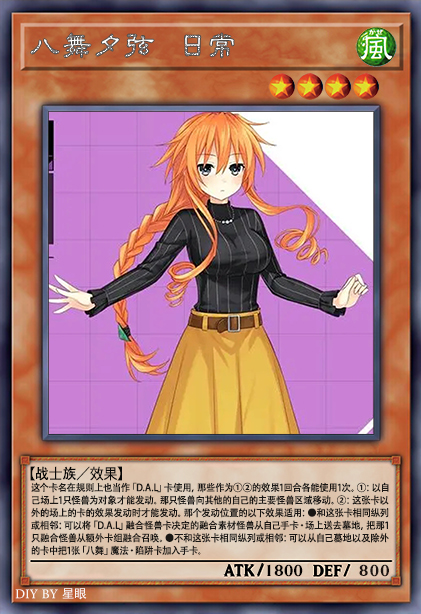 八舞夕弦 日常
かぜ
風
【战士族／效果】
这个卡名在规则上也当作「D.A.L」卡使用，那些作为①②的效果1回合各能使用1次。①：以自
己场上1只怪兽为对象才能发动。那只怪兽向其他的自己的主要怪兽区域移动。②：这张卡以
外的场上的卡的效果发动时才能发动。那个发动位置的以下效果适用：●和这张卡相同纵列
或相邻：可以将「D.A.L」融合怪兽卡决定的融合素材怪兽从自己手卡·场上送去墓地，把那1
只融合怪兽从额外卡组融合召唤。●不和这张卡相同纵列或相邻：可以从自己墓地以及除外
的卡中把1张「八舞」魔法·陷阱卡加入手卡。
ATK/1800 DEF/ 800
DIY BY 星眼